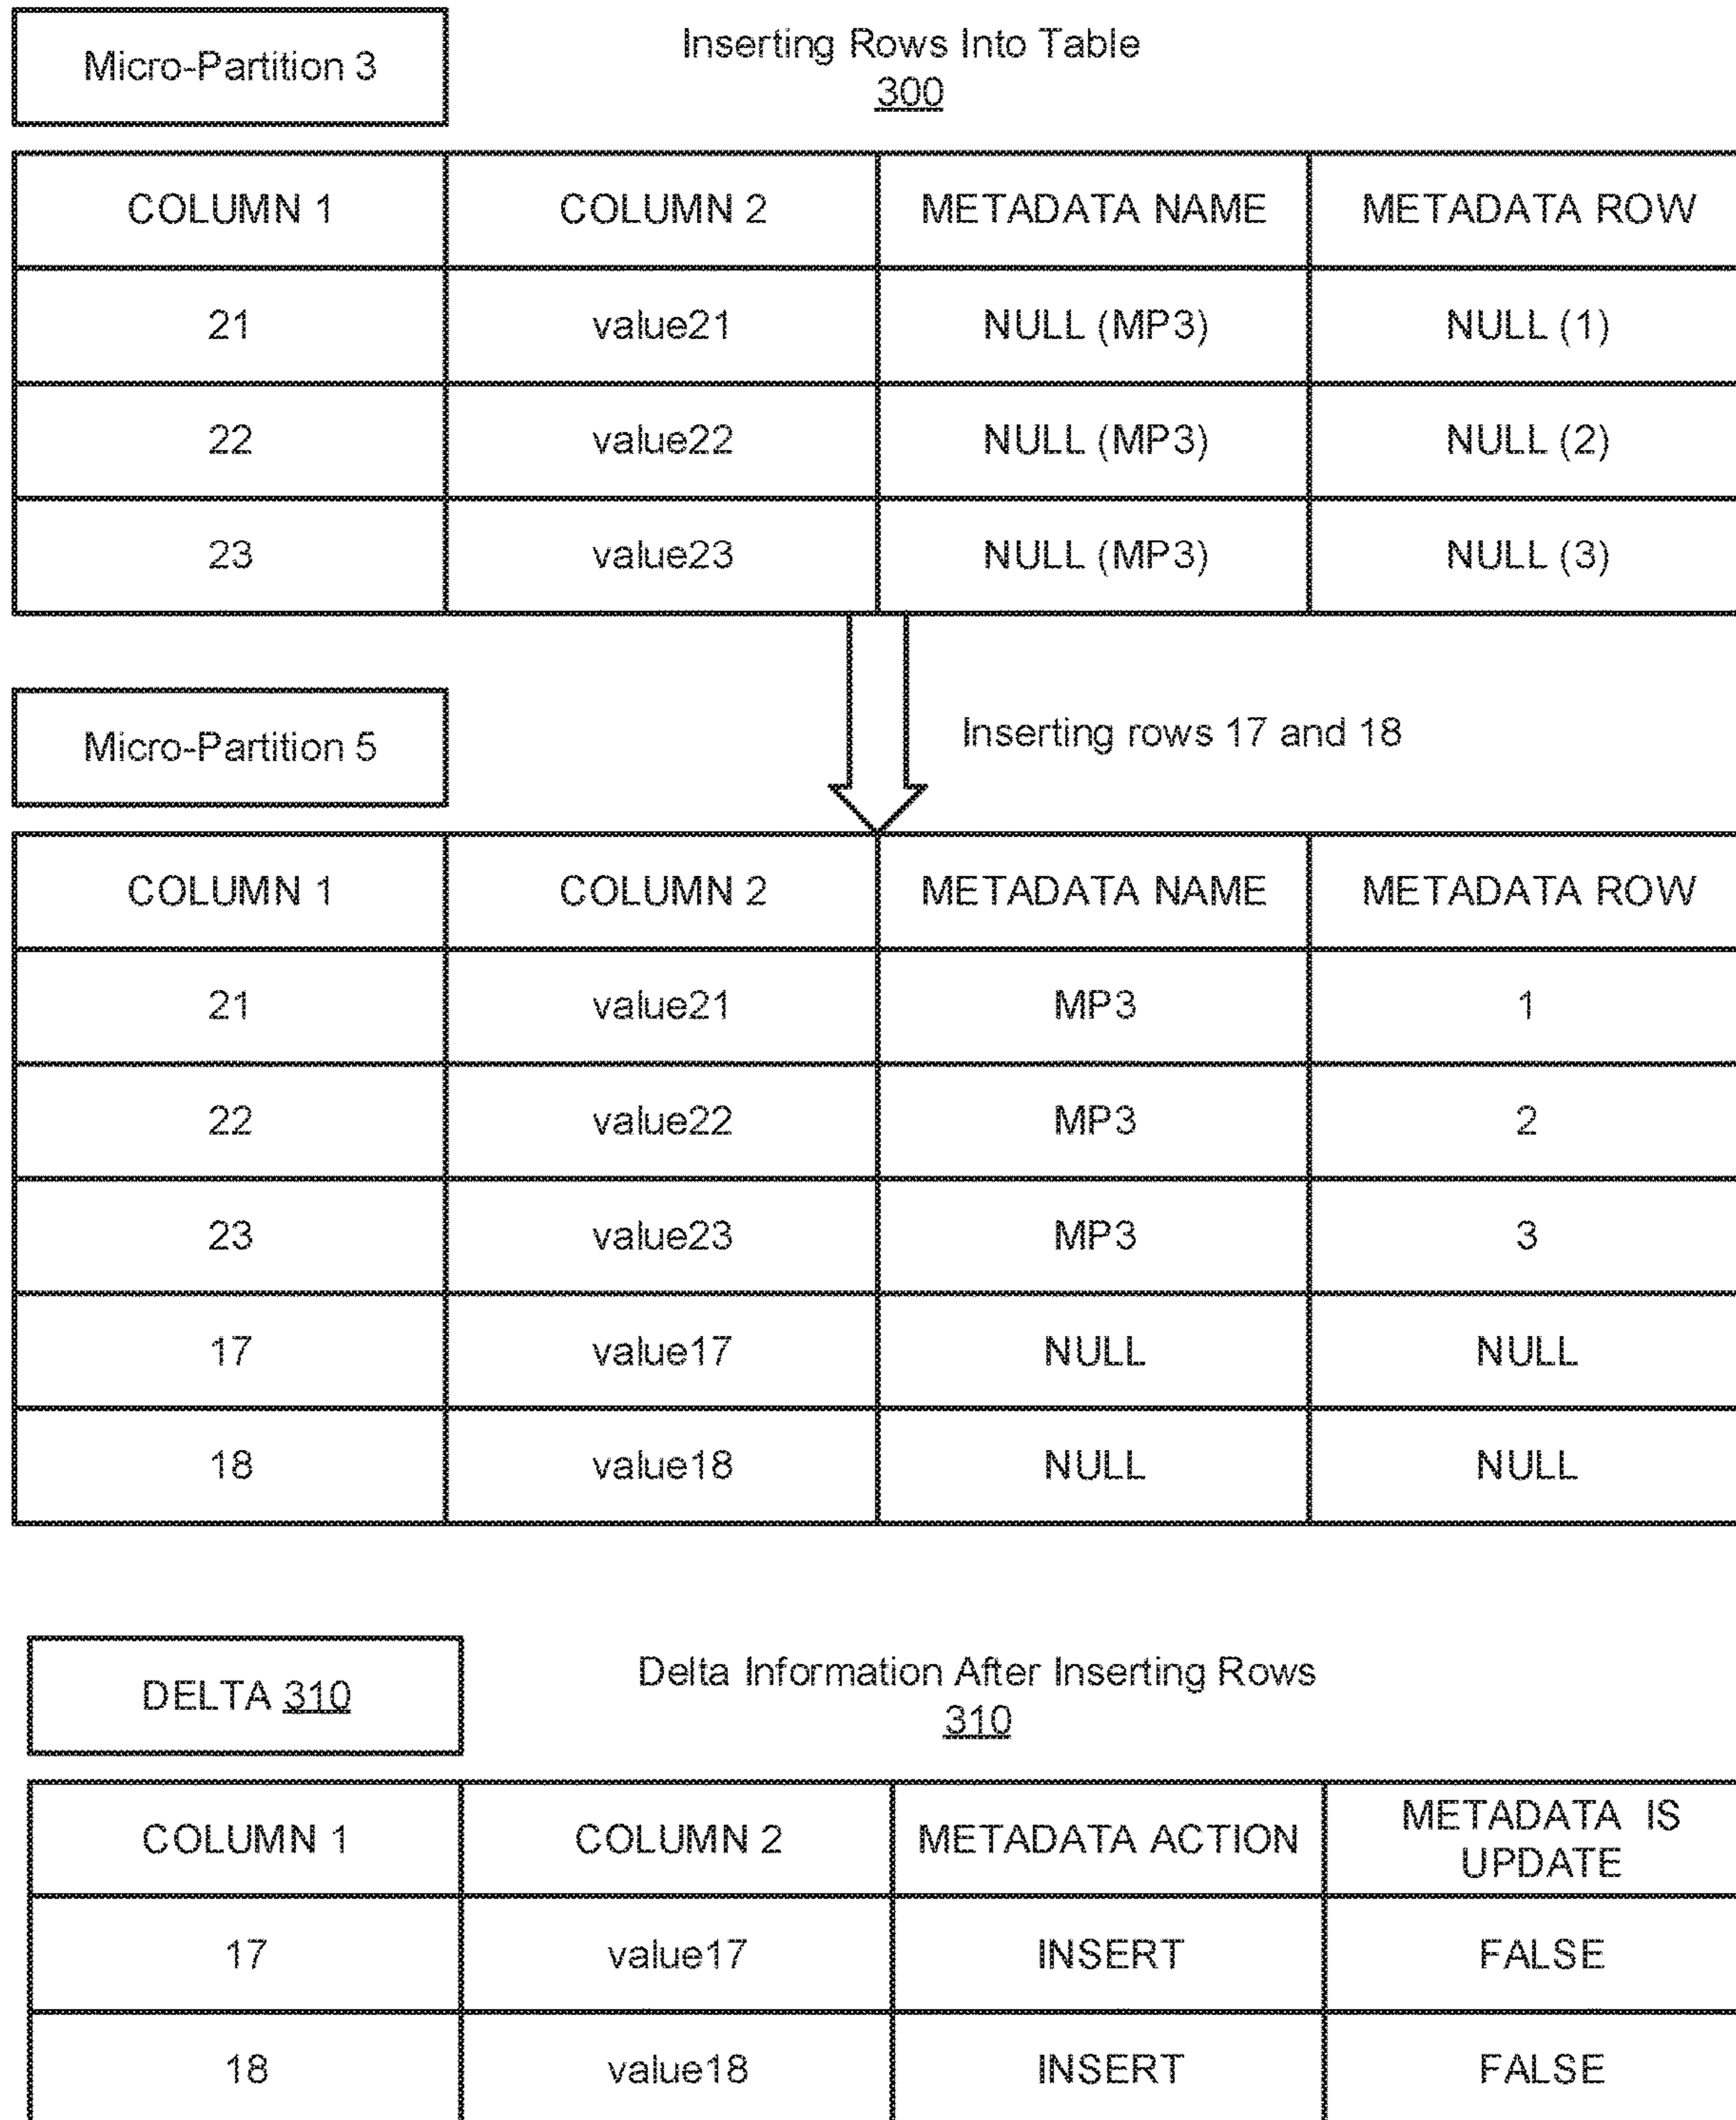 Micro-Partition 3
Inserting Rows Into Table
300
COLUMN 1 COLUMN 2 METADATA NAME METADATA ROW
21 value21 NULL (MP3) NULL (1)
22 value22 NULL (MP3) NULL (2)
23 value23 NULL (MP3) NULL (3)
Micro-Partition 5
Inserting rows 17 and 18
COLUMN 1 COLUMN 2 METADATA NAME METADATA ROW
21 value21 MP3 1
22 value22 MP3 2
23 value23 MP3 3
17 value17 NULL NULL
18 value18 NULL NULL
DELTA 310
Delta Information After Inserting Rows
310
COLUMN 1 COLUMN 2 METADATA ACTION METADATA IS
UPDATE
17 value17 INSERT FALSE
18 value18 INSERT FALSE